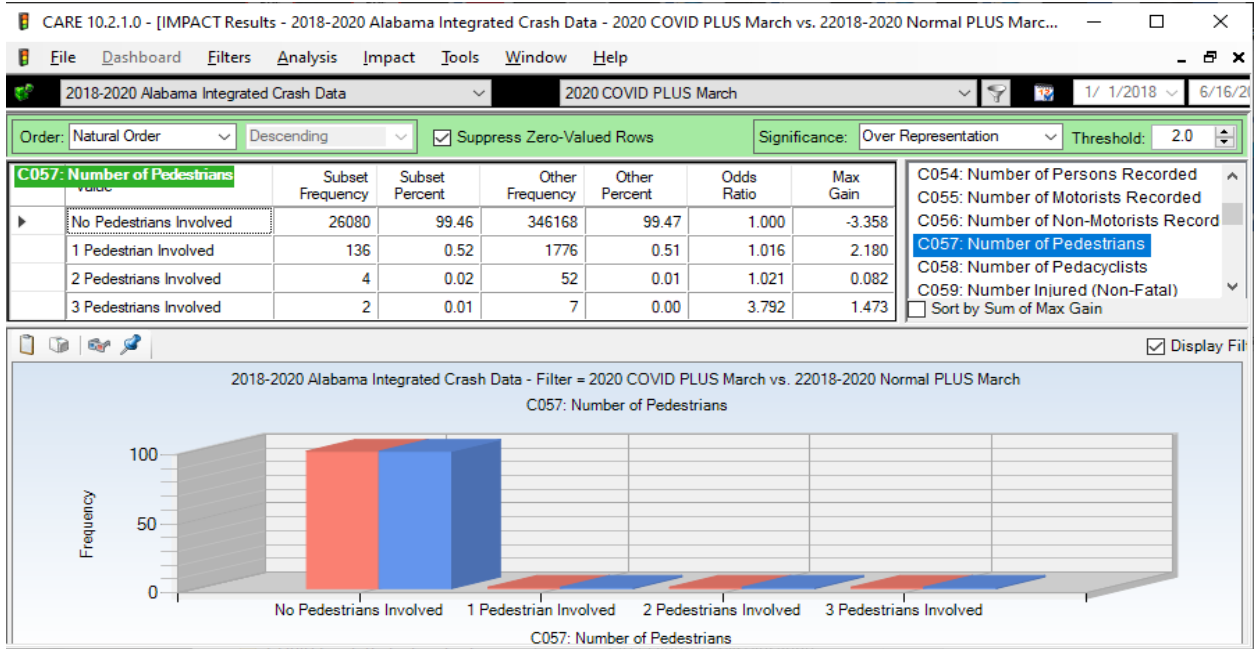 CARE 10.2.1.0 - [IMPACT Results - 2018-2020 Alabama Integrated Crash Data - 2020 COVID PLUS March vs. 22018-2020 Normal PLUS Marc...
File Dashboard Filters Analysis Impact Tools Window Help
2018-2020 Alabama Integrated Crash Data 2020 COVID PLUS March 1/ 1/2018 6/16/20
Order: Natural Order Descending Suppress Zero-Valued Rows Significance: Over Representation Threshold: 2.0
C057: Number of Pedestrians Subset Frequency Subset Percent Other Frequency Other Percent Odds Ratio Max Gain
No Pedestrians Involved 26080 99.46 346168 99.47 1.000 -3.358
1 Pedestrian Involved 136 0.52 1776 0.51 1.016 2.180
2 Pedestrians Involved 4 0.02 52 0.01 1.021 0.082
3 Pedestrians Involved 2 0.01 7 0.00 3.792 1.473
C054: Number of Persons Recorded
C055: Number of Motorists Recorded
C056: Number of Non-Motorists Record
C057: Number of Pedestrians
C058: Number of Pedacyclists
C059: Number Injured (Non-Fatal)
Sort by Sum of Max Gain
Display Filt
2018-2020 Alabama Integrated Crash Data - Filter = 2020 COVID PLUS March vs. 22018-2020 Normal PLUS March
C057: Number of Pedestrians
100
50
0
Frequency
No Pedestrians Involved 1 Pedestrian Involved 2 Pedestrians Involved 3 Pedestrians Involved
C057: Number of Pedestrians